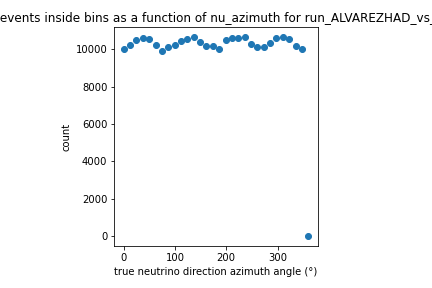 events inside bins as a function of nu_azimuth for run_ALVAREZHAD_vs_
10000
8000
6000
4000
2000
0
count
0 100 200 300
true neutrino direction azimuth angle (°)